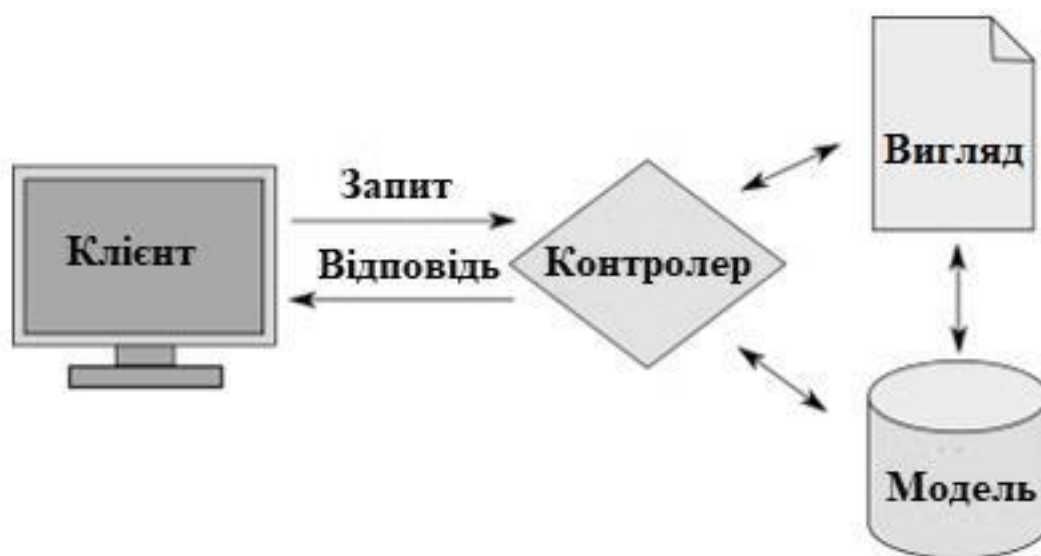 Клієнт
Запит
Відповідь
Контролер
Вигляд
Модель